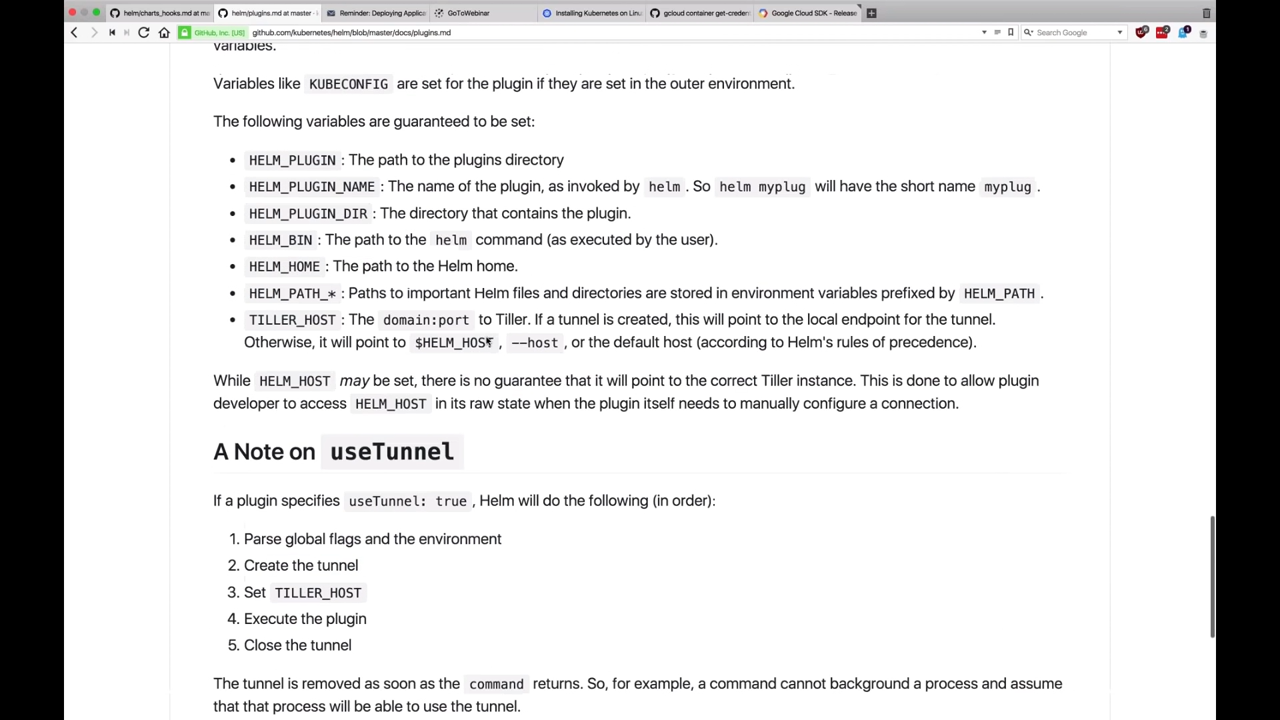 helm/charts_hooks.md at ma
helm/plugins.md at master ·
Reminder: Deploying Applic
GoToWebinar
Installing Kubernetes on Linu
gcloud container get-creden
Google Cloud SDK - Release
GitHub, Inc. [US]
github.com/kubernetes/helm/blob/master/docs/plugins.md
Search Google
variables.
Variables like KUBECONFIG are set for the plugin if they are set in the outer environment.
The following variables are guaranteed to be set:
• HELM_PLUGIN : The path to the plugins directory
• HELM_PLUGIN_NAME : The name of the plugin, as invoked by helm . So helm myplug will have the short name myplug .
• HELM_PLUGIN_DIR : The directory that contains the plugin.
• HELM_BIN : The path to the helm command (as executed by the user).
• HELM_HOME : The path to the Helm home.
• HELM_PATH_* : Paths to important Helm files and directories are stored in environment variables prefixed by HELM_PATH .
• TILLER_HOST : The domain:port to Tiller. If a tunnel is created, this will point to the local endpoint for the tunnel.
Otherwise, it will point to $HELM_HOST , --host , or the default host (according to Helm's rules of precedence).
While HELM_HOST may be set, there is no guarantee that it will point to the correct Tiller instance. This is done to allow plugin
developer to access HELM_HOST in its raw state when the plugin itself needs to manually configure a connection.
A Note on useTunnel
If a plugin specifies useTunnel: true , Helm will do the following (in order):
1. Parse global flags and the environment
2. Create the tunnel
3. Set TILLER_HOST
4. Execute the plugin
5. Close the tunnel
The tunnel is removed as soon as the command returns. So, for example, a command cannot background a process and assume
that that process will be able to use the tunnel.